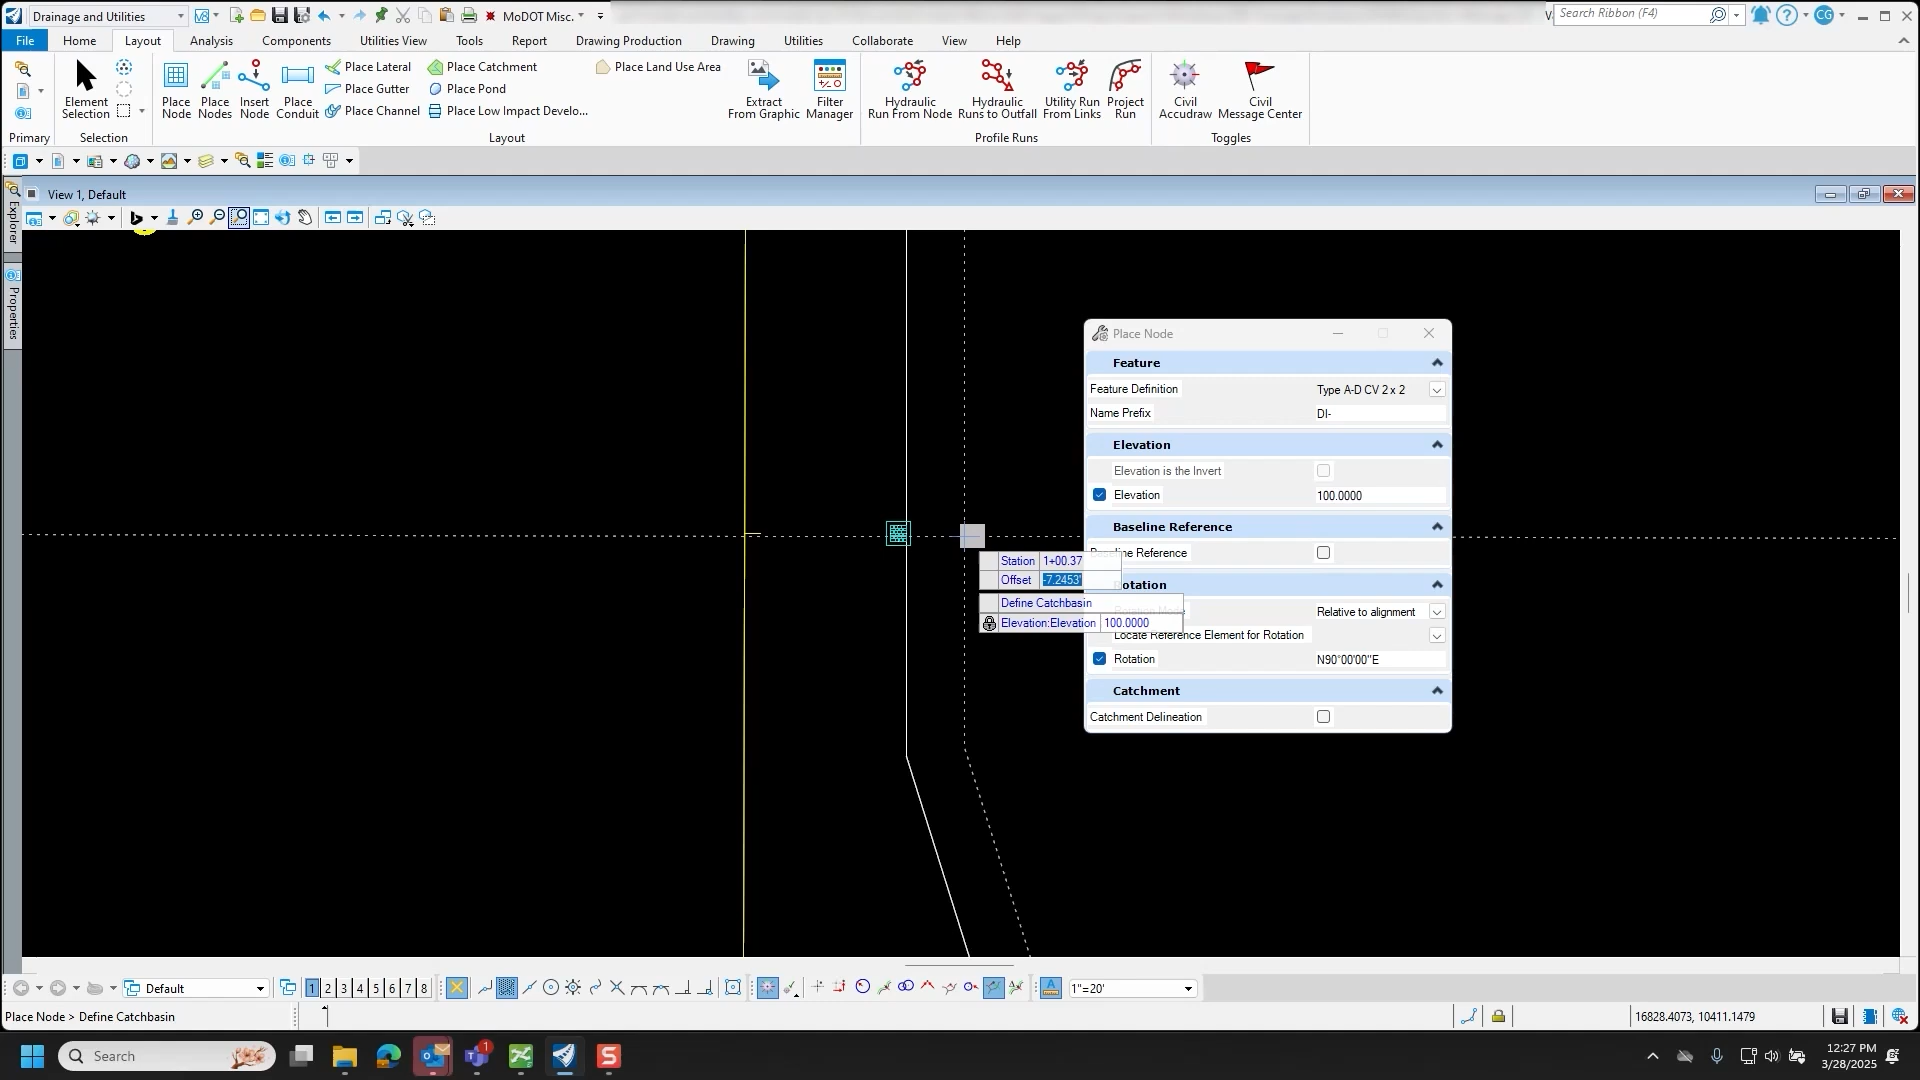 Drainage and Utilities
MoDOT Misc.
Search Ribbon (F4)
CG
File
Home
Layout
Analysis
Components
Utilities View
Tools
Report
Drawing Production
Drawing
Utilities
Collaborate
View
Help
Element Selection
Place Node
Place Nodes
Insert Node
Place Conduit
Place Lateral
Place Gutter
Place Channel
Place Catchment
Place Pond
Place Low Impact Develo...
Place Land Use Area
Extract From Graphic
Filter Manager
Hydraulic Run From Node
Hydraulic Runs to Outfall
Utility Run From Links
Project Run
Civil Accudraw
Civil Message Center
Primary
Selection
Layout
Profile Runs
Toggles
Explorer
Properties
View 1, Default
Place Node
Feature
Feature Definition
Type A-D CV 2 x 2
Name Prefix
DI-
Elevation
Elevation is the Invert
Elevation
100.0000
Baseline Reference
Baseline Reference
Rotation
Relative to alignment
Locate Reference Element for Rotation
Rotation
N90°00'00"E
Catchment
Catchment Delineation
Station 1+00.37
Offset -7.2453'
Define Catchbasin
Elevation:Elevation 100.0000
Default
1 2 3 4 5 6 7 8
1"=20'
Place Node > Define Catchbasin
16828.4073, 10411.1479
Search
1
12:27 PM
3/28/2025